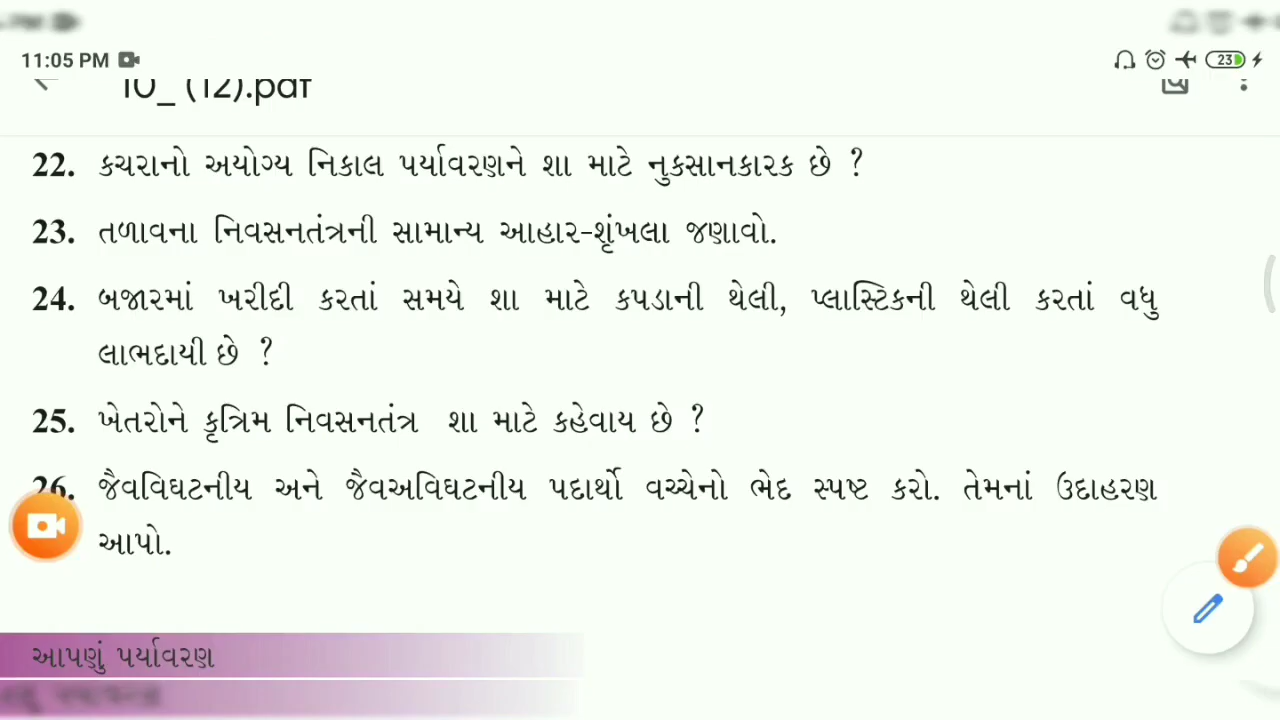 11:05 PM 23
10_ (12).pdf
22. કચરાનો અયોગ્ય નિકાલ પર્યાવરણને શા માટે નુકસાનકારક છે ?
23. તળાવના નિવસનતંત્રની સામાન્ય આહાર-શૃંખલા જણાવો.
24. બજારમાં ખરીદી કરતાં સમયે શા માટે કપડાની થેલી, પ્લાસ્ટિકની થેલી કરતાં વધુ
લાભદાયી છે ?
25. ખેતરોને કૃત્રિમ નિવસનતંત્ર શા માટે કહેવાય છે ?
26. જૈવવિઘટનીય અને જૈવઅવિઘટનીય પદાર્થો વચ્ચેનો ભેદ સ્પષ્ટ કરો. તેમનાં ઉદાહરણ
આપો.
આપણું પર્યાવરણ